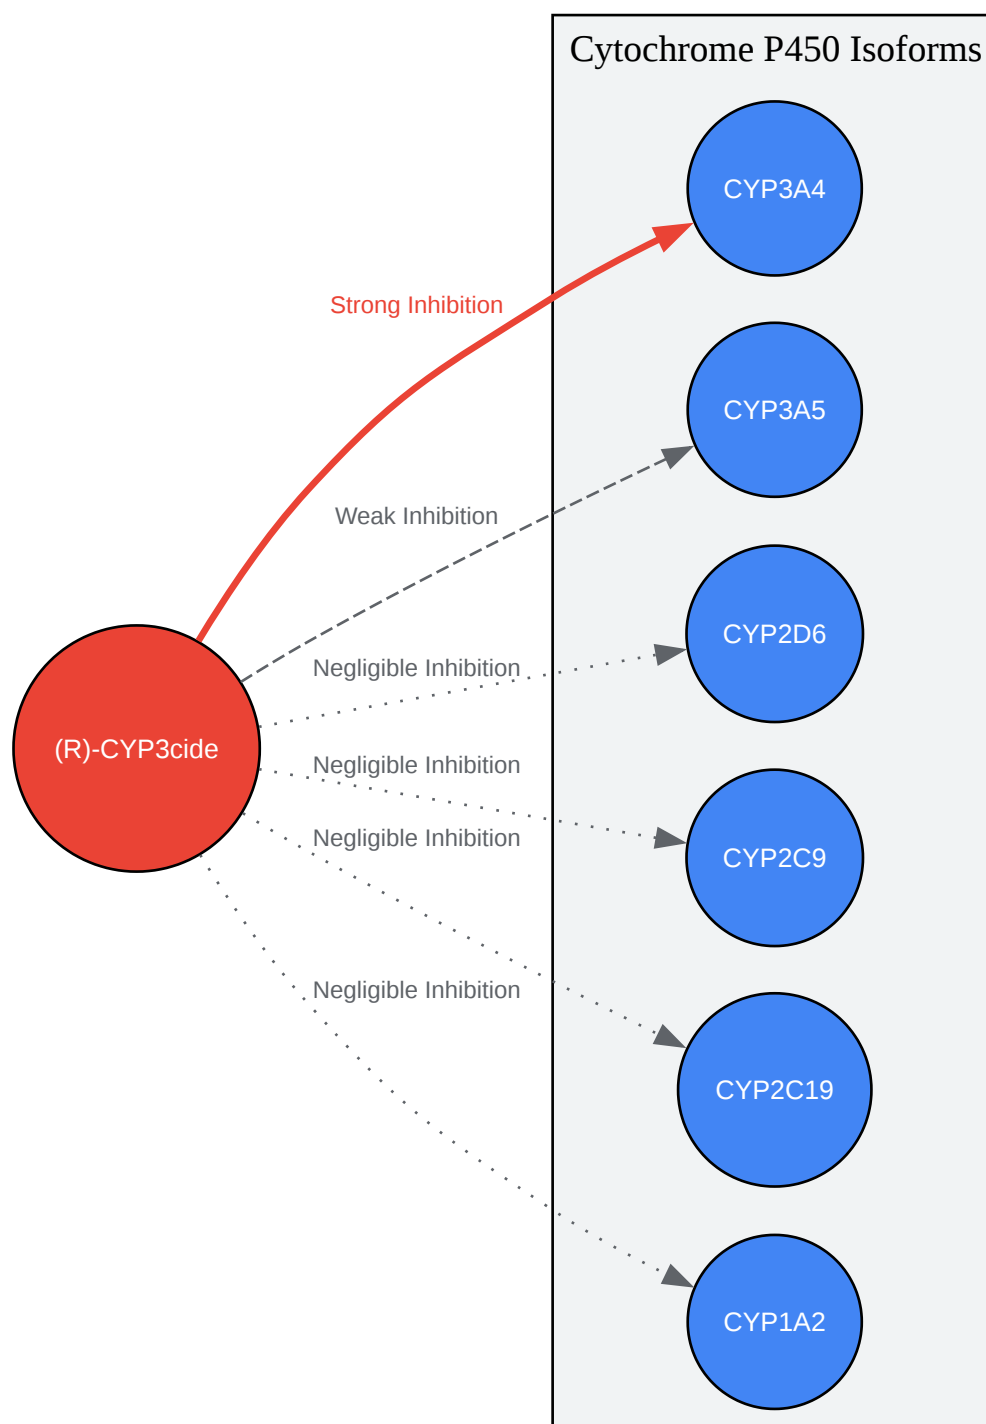 Cytochrome P450 Isoforms
CYP3A4
Strong Inhibition
CYP3A5
Weak Inhibition
CYP2D6
Negligible Inhibition
(R)-CYP3cide
Negligible Inhibition
Negligible Inhibition
CYP2C9
Negligible Inhibition
CYP2C19
CYP1A2